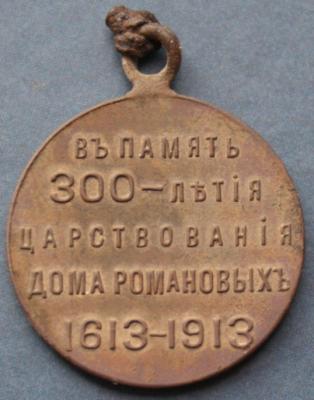 ВЪ ПАМЯТЬ
300–ЛѢТІЯ
ЦАРСТВОВАНІЯ
ДОМА РОМАНОВЫХЪ
1613–1913